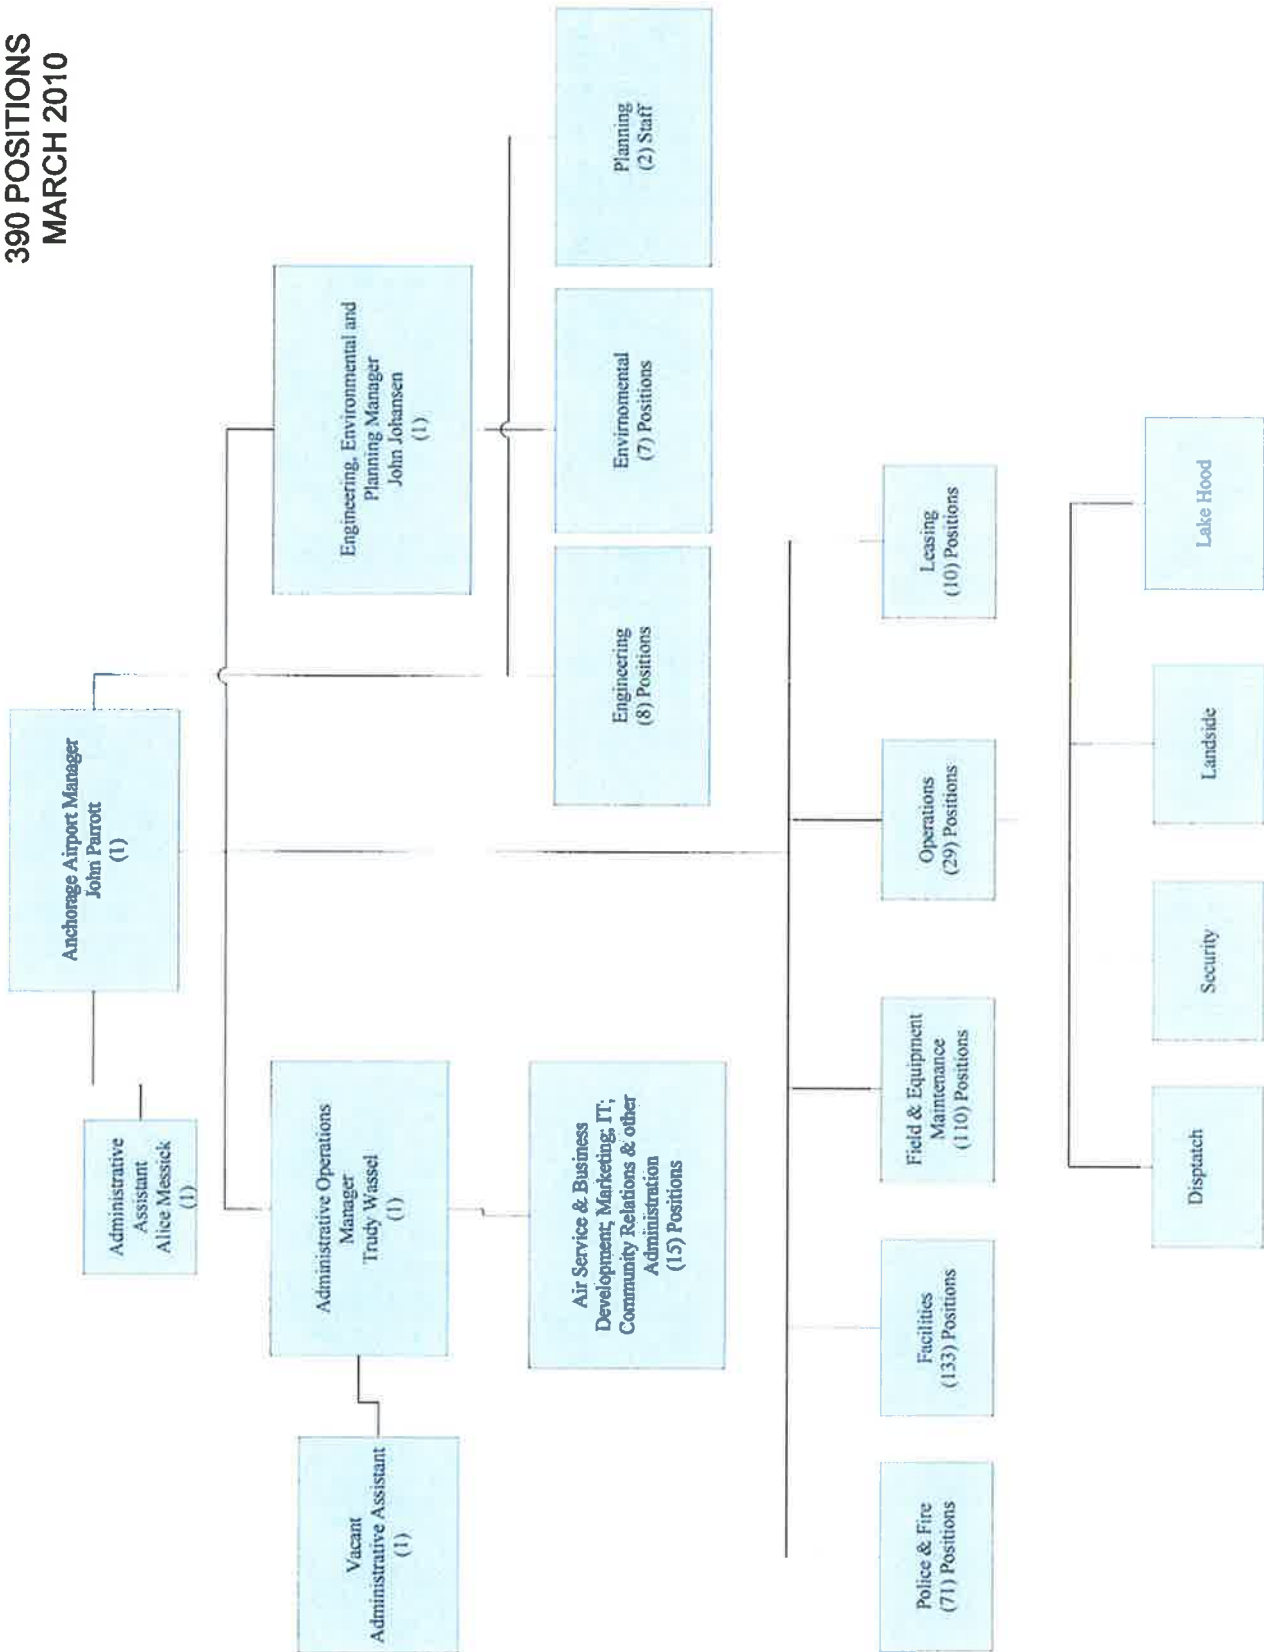 390 POSITIONS
MARCH 2010
Anchorage Airport Manager
John Parrott
(1)
Administrative
Assistant
Alice Messick
(1)
Administrative Operations
Manager
Trudy Wassel
(1)
Engineering, Environmental and
Planning Manager
John Johansen
(1)
Vacant
Administrative Assistant
(1)
Air Service & Business
Development; Marketing; IT;
Community Relations & other
Administration
(15) Positions
Engineering
(8) Positions
Envirnomental
(7) Positions
Planning
(2) Staff
Police & Fire
(71) Positions
Facilities
(133) Positions
Field & Equipment
Maintenance
(110) Positions
Operations
(29) Positions
Leasing
(10) Positions
Disptatch
Security
Landside
Lake Hood